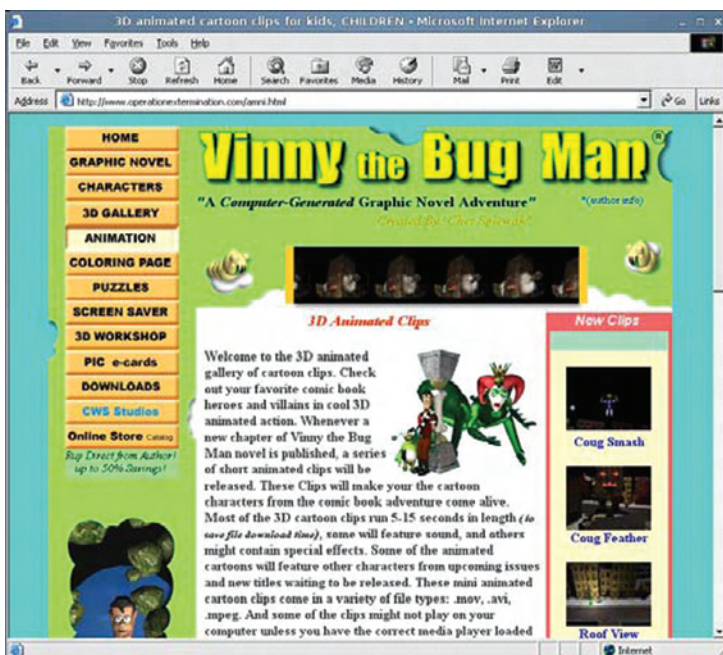 3D animated cartoon clips for kids, CHILDREN • Microsoft Internet Explorer
File Edit View Favorites Tools Help
Back Forward Stop Refresh Home Search Favorites Media History Mail Print Edit
Address http://www.operationextermination.com/amni.html Go Links
HOME
GRAPHIC NOVEL
CHARACTERS
3D GALLERY
ANIMATION
COLORING PAGE
PUZZLES
SCREEN SAVER
3D WORKSHOP
PIC e-cards
DOWNLOADS
CWS Studios
Online Store Catalog
Buy Direct from Author!
up to 50% Savings!
Vinny the Bug Man®
"A Computer-Generated Graphic Novel Adventure" *(author info)
Created By "Chet Spiewak"
3D Animated Clips
Welcome to the 3D animated
gallery of cartoon clips. Check
out your favorite comic book
heroes and villains in cool 3D
animated action. Whenever a
new chapter of Vinny the Bug
Man novel is published, a series
of short animated clips will be
released. These Clips will make your the cartoon
characters from the comic book adventure come alive.
Most of the 3D cartoon clips run 5-15 seconds in length (to
save file download time), some will feature sound, and others
might contain special effects. Some of the animated
cartoons will feature other characters from upcoming issues
and new titles waiting to be released. These mini animated
cartoon clips come in a variety of file types: .mov, .avi,
.mpeg. And some of the clips might not play on your
computer unless you have the correct media player loaded
New Clips
Coug Smash
Coug Feather
Roof View
Internet